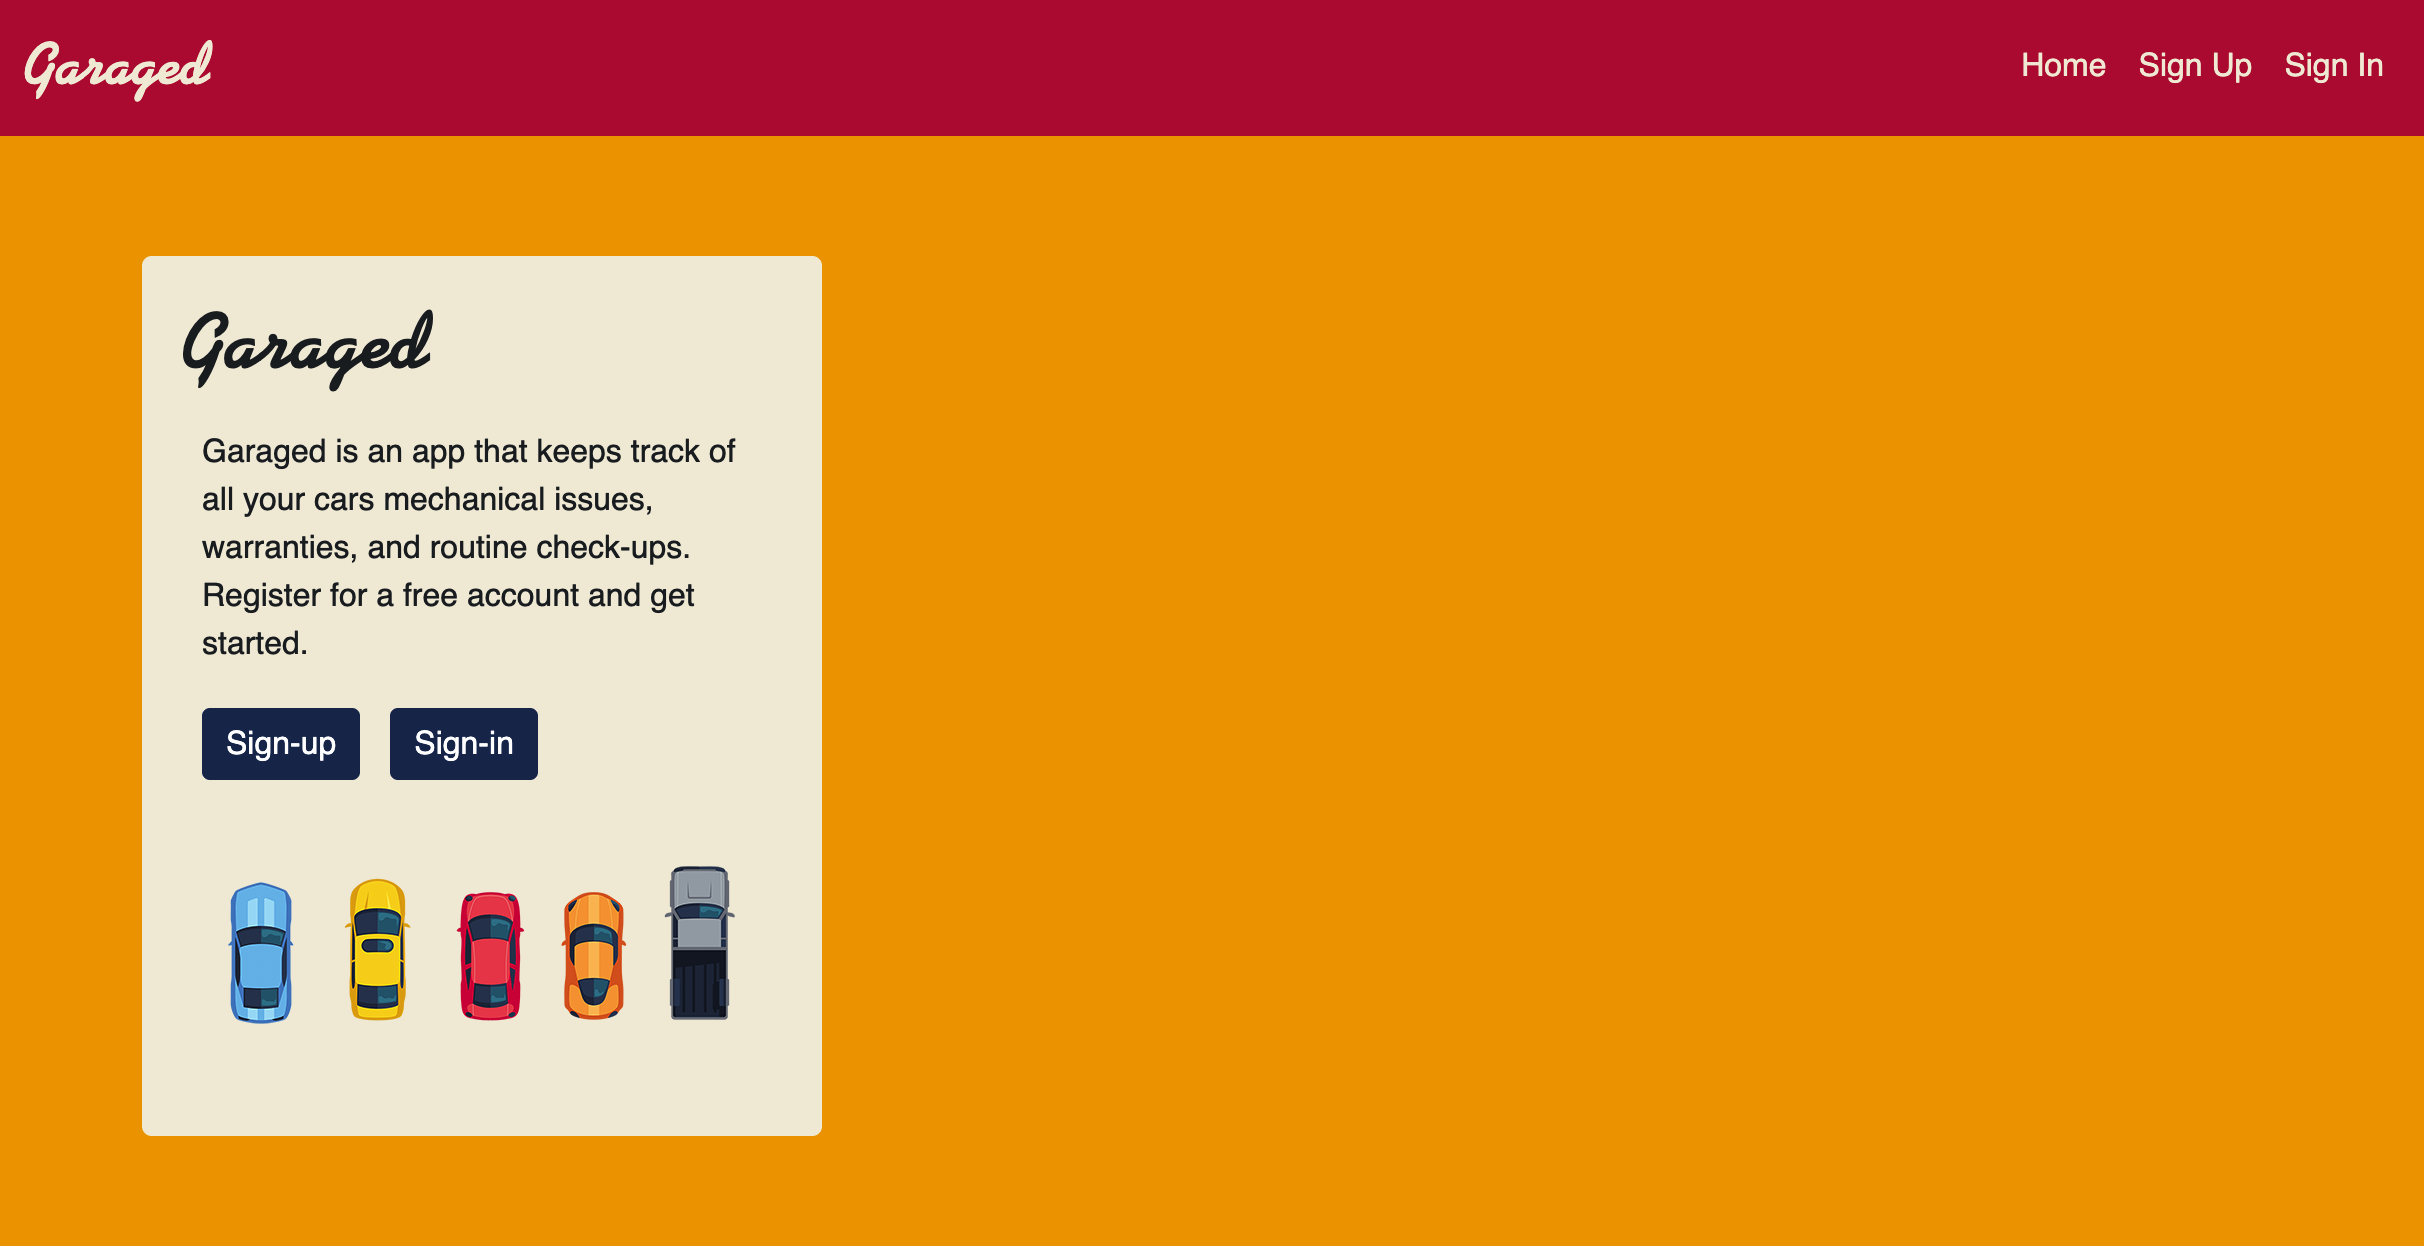 Garaged
Home Sign Up Sign In
Garaged
Garaged is an app that keeps track of
all your cars mechanical issues,
warranties, and routine check-ups.
Register for a free account and get
started.
Sign-up Sign-in